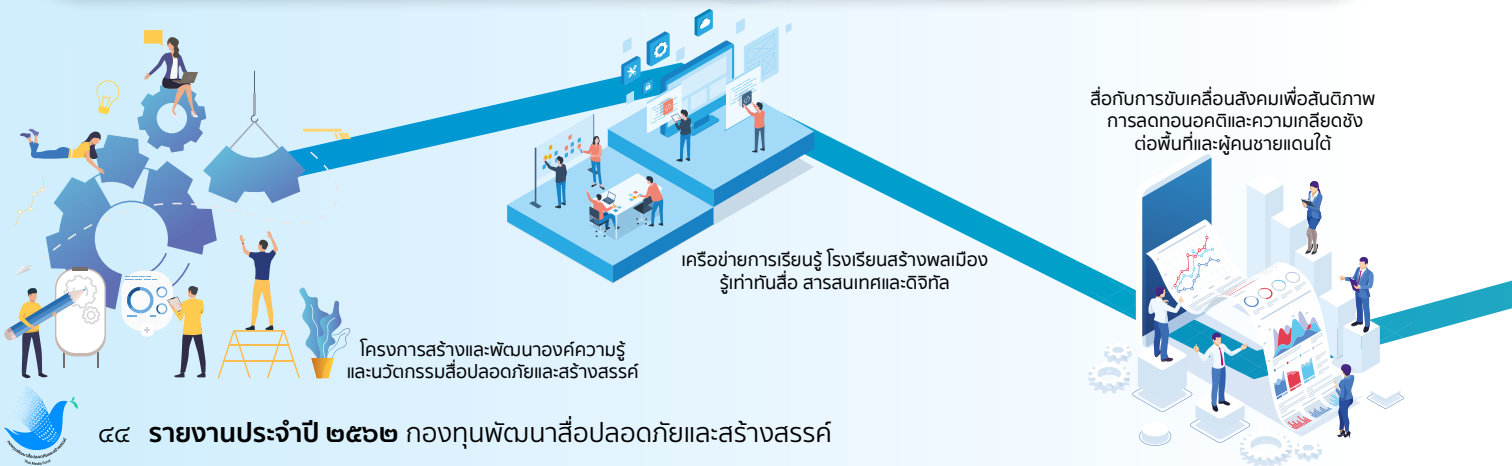 สื่อกับการขับเคลื่อนสังคมเพื่อสันติภาพ
การลดทอนอคติและความเกลียดชัง
ต่อพื้นที่และผู้คนชายแดนใต้
เครือข่ายการเรียนรู้ โรงเรียนสร้างพลเมือง
รู้เท่าทันสื่อ สารสนเทศและดิจิทัล
โครงการสร้างและพัฒนาองค์ความรู้
และนวัตกรรมสื่อปลอดภัยและสร้างสรรค์
๔๔ รายงานประจำปี ๒๕๖๒ กองทุนพัฒนาสื่อปลอดภัยและสร้างสรรค์